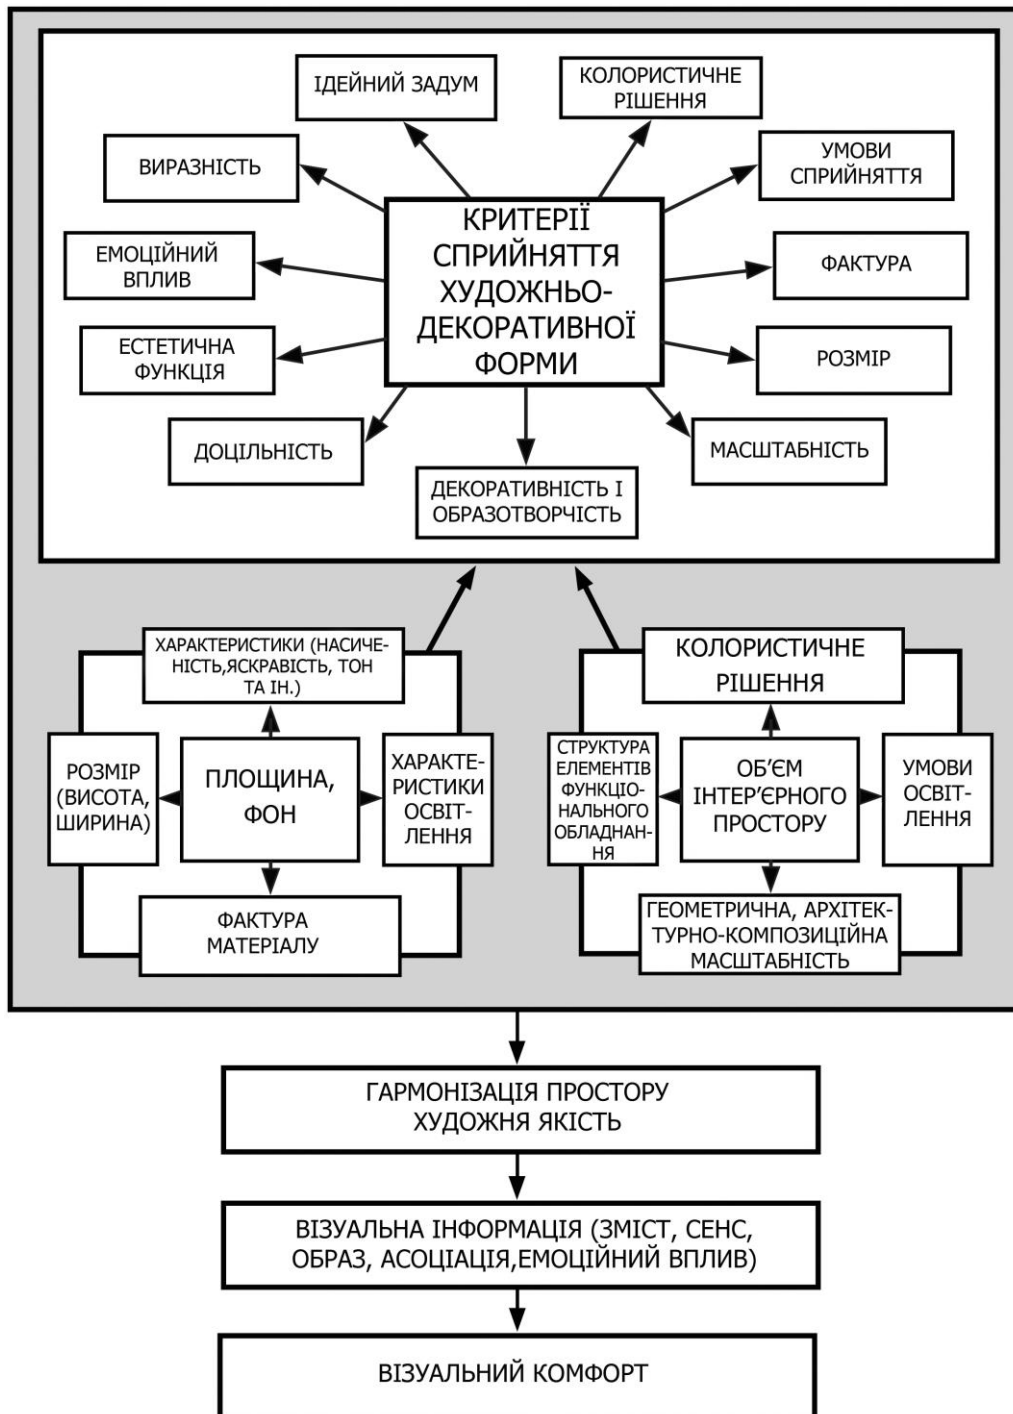 ІДЕЙНИЙ ЗАДУМ
КОЛОРИСТИЧНЕ
РІШЕННЯ
ВИРАЗНІСТЬ
УМОВИ
СПРИЙНЯТТЯ
КРИТЕРІЇ
СПРИЙНЯТТЯ
ХУДОЖНЬО-
ДЕКОРАТИВНОЇ
ФОРМИ
ЕМОЦІЙНИЙ
ВПЛИВ
ФАКТУРА
ЕСТЕТИЧНА
ФУНКЦІЯ
РОЗМІР
ДОЦІЛЬНІСТЬ
МАСШТАБНІСТЬ
ДЕКОРАТИВНІСТЬ І
ОБРАЗОТВОРЧІСТЬ
ХАРАКТЕРИСТИКИ (НАСИЧЕ-
НІСТЬ,ЯСКРАВІСТЬ, ТОН
ТА ІН.)
РОЗМІР
(ВИСОТА,
ШИРИНА)
ПЛОЩИНА,
ФОН
ХАРАКТЕ-
РИСТИКИ
ОСВІТ-
ЛЕННЯ
ФАКТУРА
МАТЕРІАЛУ
КОЛОРИСТИЧНЕ
РІШЕННЯ
СТРУКТУРА
ЕЛЕМЕНТІВ
ФУНКЦІО-
НАЛЬНОГО
ОБЛАДНАН-
НЯ
ОБ’ЄМ
ІНТЕР’ЄРНОГО
ПРОСТОРУ
УМОВИ
ОСВІТ-
ЛЕННЯ
ГЕОМЕТРИЧНА, АРХІТЕК-
ТУРНО-КОМПОЗИЦІЙНА
МАСШТАБНІСТЬ
ГАРМОНІЗАЦІЯ ПРОСТОРУ
ХУДОЖНЯ ЯКІСТЬ
ВІЗУАЛЬНА ІНФОРМАЦІЯ (ЗМІСТ, СЕНС,
ОБРАЗ, АСОЦІАЦІЯ,ЕМОЦІЙНИЙ ВПЛИВ)
ВІЗУАЛЬНИЙ КОМФОРТ